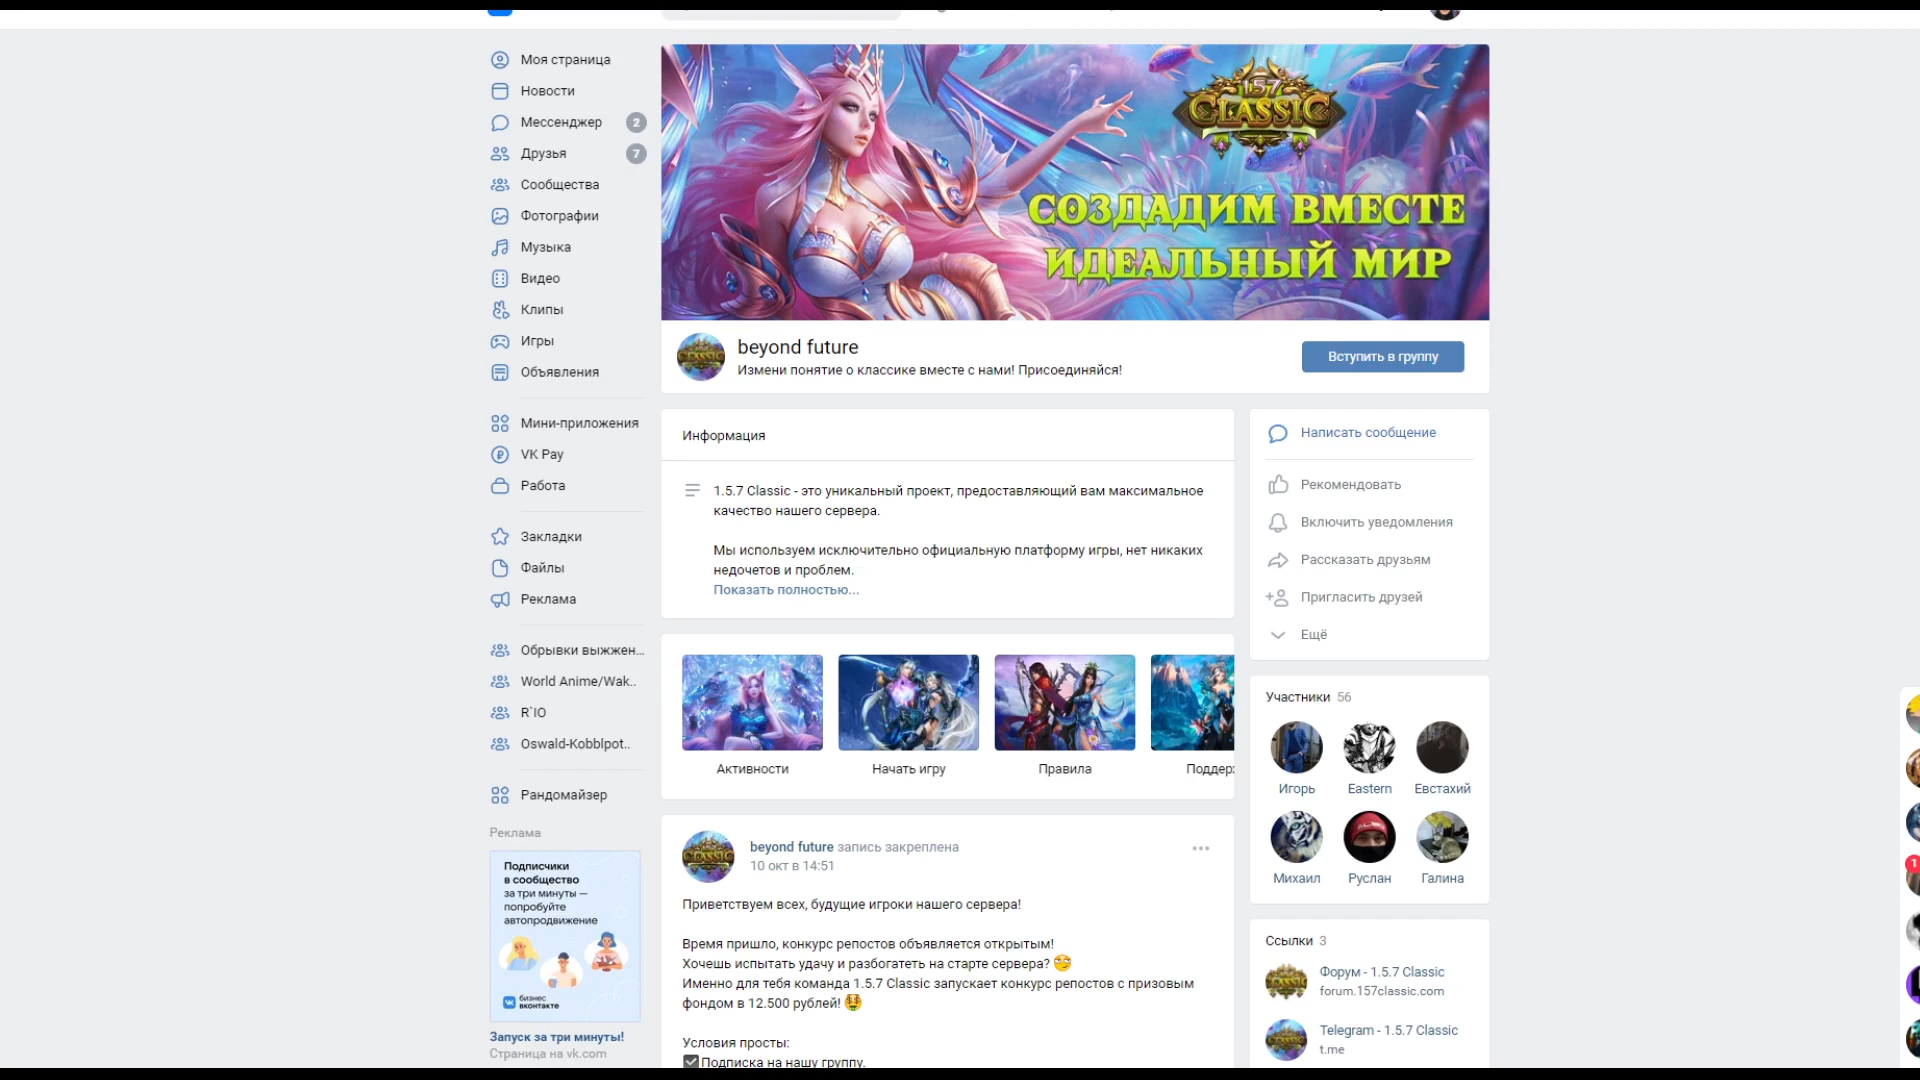 Моя страница
Новости
Мессенджер 2
Друзья 7
Сообщества
Фотографии
Музыка
Видео
Клипы
Игры
Объявления
Мини-приложения
VK Pay
Работа
Закладки
Файлы
Реклама
Обрывки выжжен...
World Anime/Wak..
R`IO
Oswald-Kobblpot..
Рандомайзер
Реклама
Подписчики
в сообщество
за три минуты —
попробуйте
автопродвижение
бизнес
вконтакте
Запуск за три минуты!
Страница на vk.com
1.57
CLASSIC
СОЗДАДИМ ВМЕСТЕ
ИДЕАЛЬНЫЙ МИР
beyond future
Измени понятие о классике вместе с нами! Присоединяйся!
Вступить в группу
Информация
1.5.7 Classic - это уникальный проект, предоставляющий вам максимальное
качество нашего сервера.
Мы используем исключительно официальную платформу игры, нет никаких
недочетов и проблем.
Показать полностью...
Активности
Начать игру
Правила
Поддер
beyond future запись закреплена
10 окт в 14:51
Приветствуем всех, будущие игроки нашего сервера!
Время пришло, конкурс репостов объявляется открытым!
Хочешь испытать удачу и разбогатеть на старте сервера? 🙄
Именно для тебя команда 1.5.7 Classic запускает конкурс репостов с призовым
фондом в 12.500 рублей! 🤑
Условия просты:
☑Подписка на нашу группу.
Написать сообщение
Рекомендовать
Включить уведомления
Рассказать друзьям
Пригласить друзей
Ещё
Участники 56
Игорь
Eastern
Евстахий
Михаил
Руслан
Галина
Ссылки 3
Форум - 1.5.7 Classic
forum.157classic.com
Telegram - 1.5.7 Classic
t.me
1